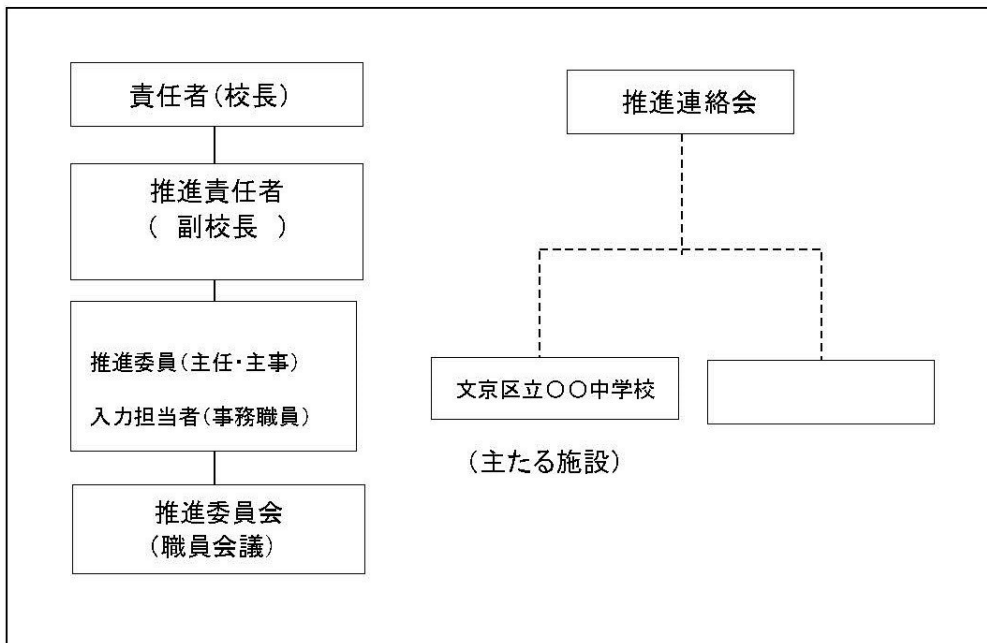 責任者(校長)
推進責任者
( 副校長 )
推進委員(主任・主事)
入力担当者(事務職員)
推進委員会
(職員会議)
推進連絡会
文京区立〇〇中学校
(主たる施設)